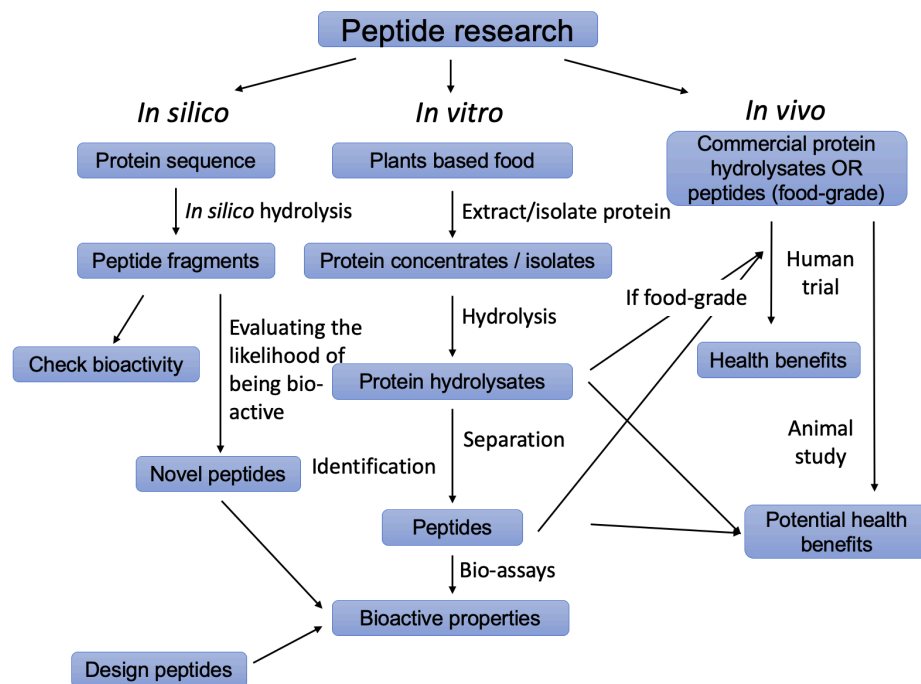 Peptide research
In silico
In vitro
In vivo
Protein sequence
Plants based food
Commercial protein
hydrolysates OR
peptides (food-grade)
In silico hydrolysis
Extract/isolate protein
Peptide fragments
Protein concentrates / isolates
Human
trial
If food-grade
Evaluating the
likelihood of
being bio-
active
Hydrolysis
Check bioactivity
Health benefits
Protein hydrolysates
Separation
Animal
study
Novel peptides
Identification
Peptides
Potential health
benefits
Bio-assays
Bioactive properties
Design peptides